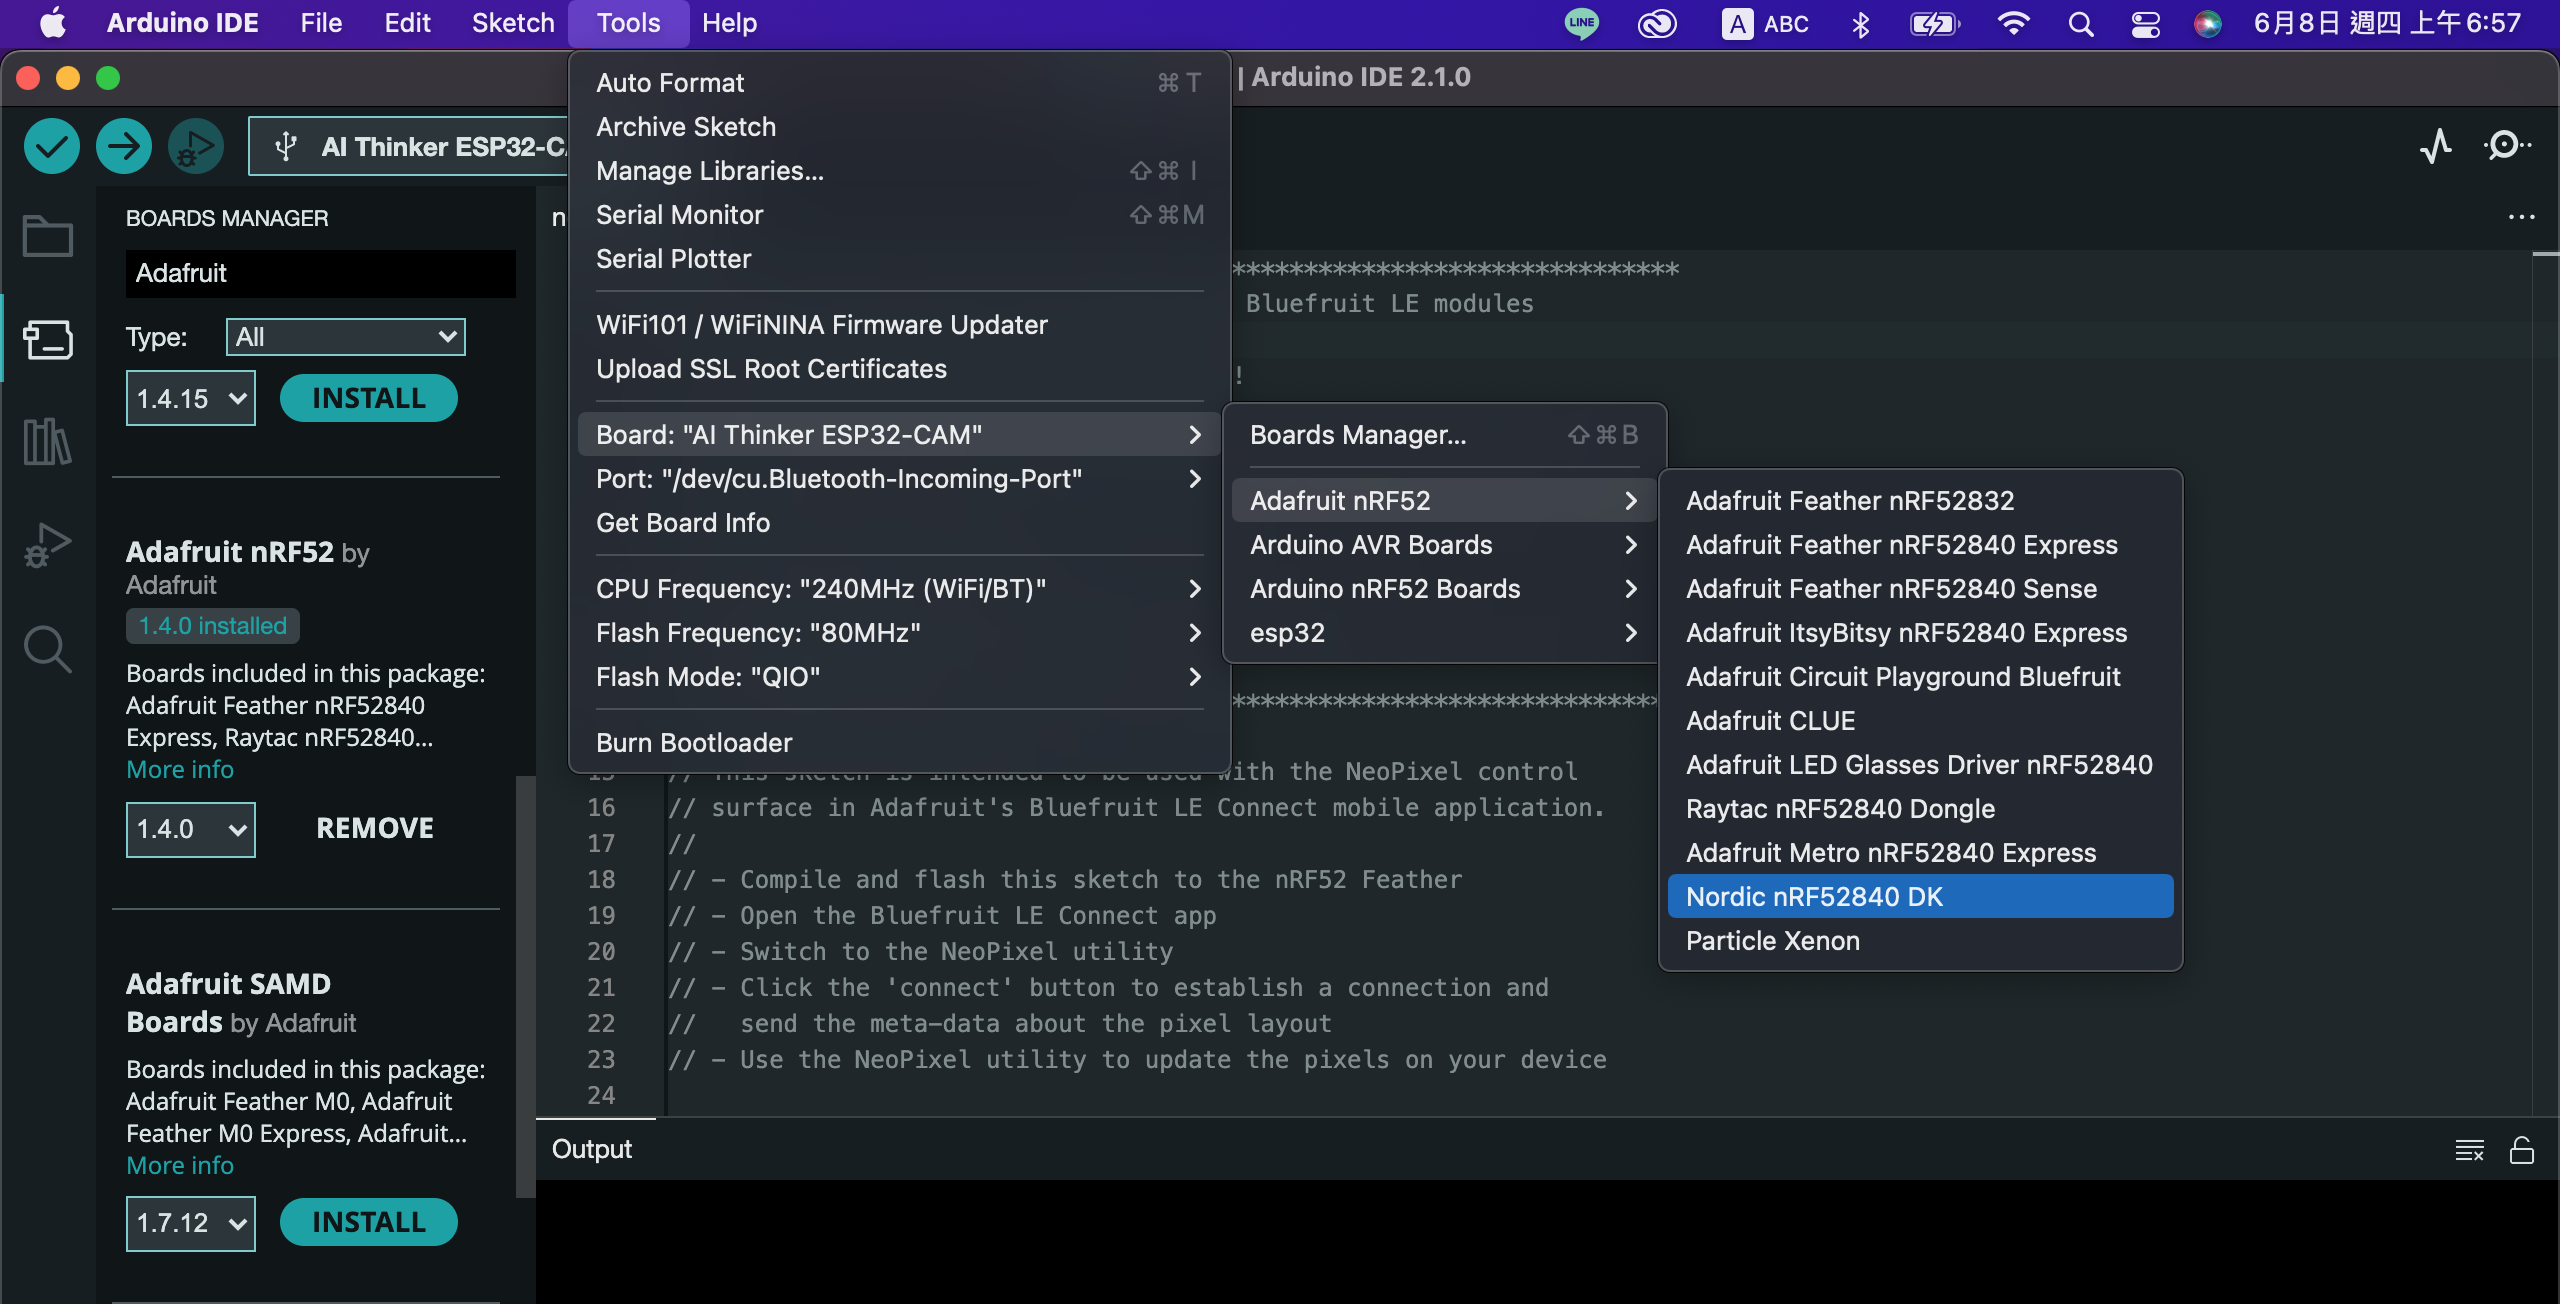 Arduino IDE File Edit Sketch Tools Help LINE A ABC 6月8日 週四 上午6:57
| Arduino IDE 2.1.0
AI Thinker ESP32-C
BOARDS MANAGER
Adafruit
Type: All
1.4.15 INSTALL
Adafruit nRF52 by
Adafruit
1.4.0 installed
Boards included in this package:
Adafruit Feather nRF52840
Express, Raytac nRF52840...
More info
1.4.0 REMOVE
Adafruit SAMD
Boards by Adafruit
Boards included in this package:
Adafruit Feather M0, Adafruit
Feather M0 Express, Adafruit...
More info
1.7.12 INSTALL
n
Auto Format ⌘T
Archive Sketch
Manage Libraries... ⇧⌘I
Serial Monitor ⇧⌘M
Serial Plotter
WiFi101 / WiFiNINA Firmware Updater
Upload SSL Root Certificates
Board: "AI Thinker ESP32-CAM"
Port: "/dev/cu.Bluetooth-Incoming-Port"
Get Board Info
CPU Frequency: "240MHz (WiFi/BT)"
Flash Frequency: "80MHz"
Flash Mode: "QIO"
Burn Bootloader
Boards Manager... ⇧⌘B
Adafruit nRF52
Arduino AVR Boards
Arduino nRF52 Boards
esp32
Adafruit Feather nRF52832
Adafruit Feather nRF52840 Express
Adafruit Feather nRF52840 Sense
Adafruit ItsyBitsy nRF52840 Express
Adafruit Circuit Playground Bluefruit
Adafruit CLUE
Adafruit LED Glasses Driver nRF52840
Raytac nRF52840 Dongle
Adafruit Metro nRF52840 Express
Nordic nRF52840 DK
Particle Xenon
*******************************
Bluefruit LE modules
!
******************************
15 // This sketch is intended to be used with the NeoPixel control
16 // surface in Adafruit's Bluefruit LE Connect mobile application.
17 //
18 // - Compile and flash this sketch to the nRF52 Feather
19 // - Open the Bluefruit LE Connect app
20 // - Switch to the NeoPixel utility
21 // - Click the 'connect' button to establish a connection and
22 //   send the meta-data about the pixel layout
23 // - Use the NeoPixel utility to update the pixels on your device
24
Output